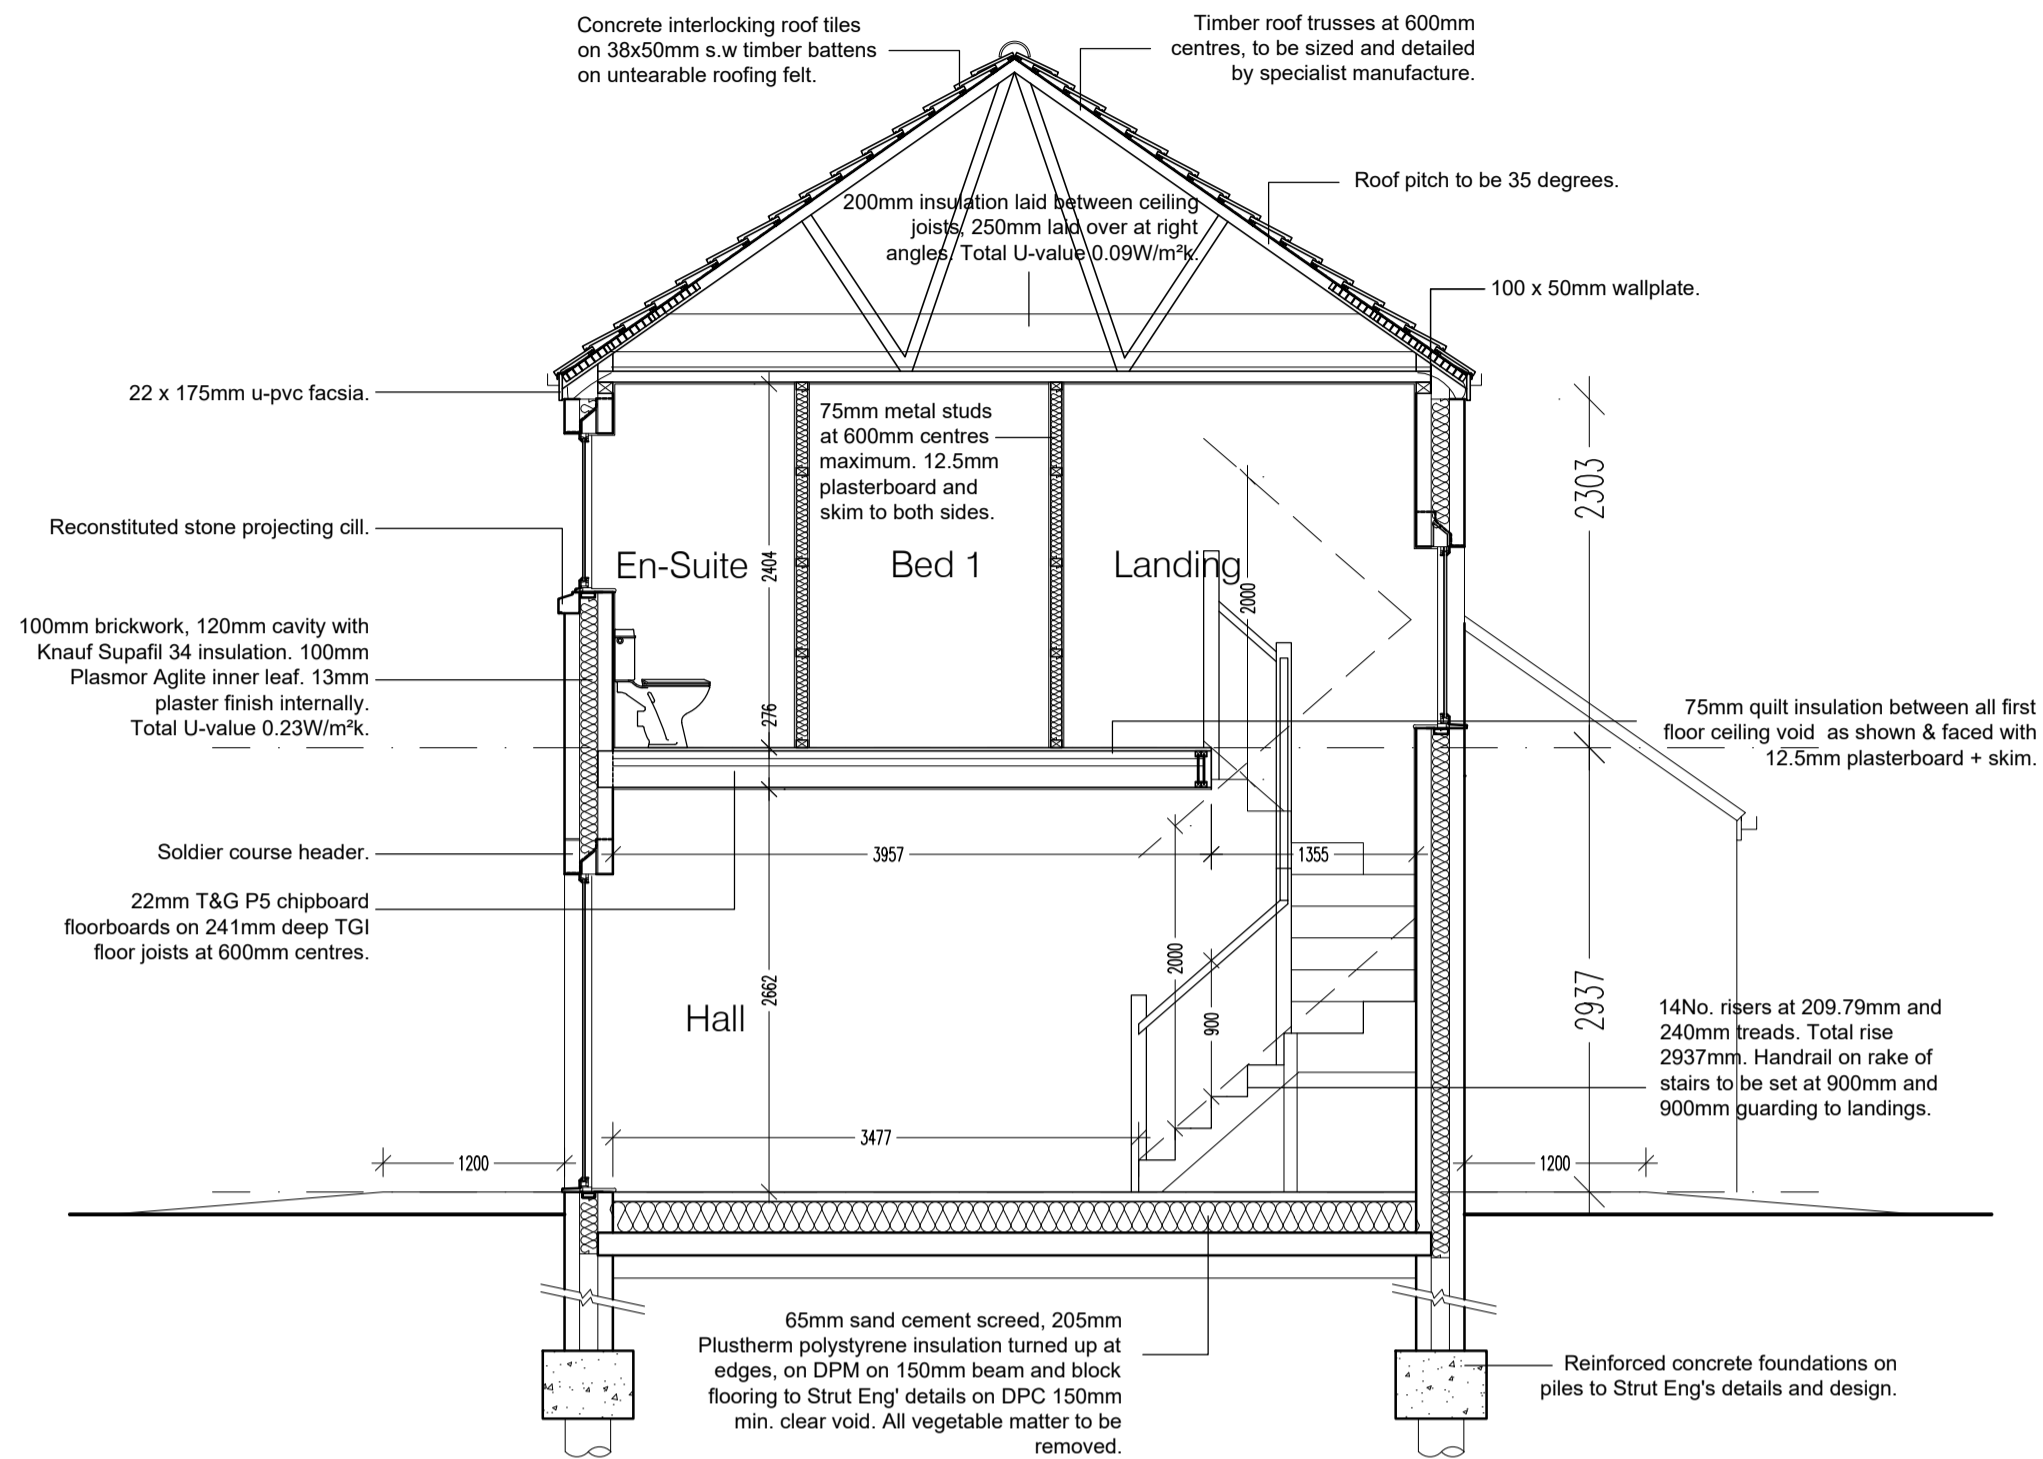 Concrete interlocking roof tiles
on 38x50mm s.w timber battens
on untearable roofing felt.
Timber roof trusses at 600mm
centres, to be sized and detailed
by specialist manufacture.
Roof pitch to be 35 degrees.
200mm insulation laid between ceiling
joists, 250mm laid over at right
angles. Total U-value 0.09W/m²k.
100 x 50mm wallplate.
22 x 175mm u-pvc facsia.
75mm metal studs
at 600mm centres
maximum. 12.5mm
plasterboard and
skim to both sides.
2303
Reconstituted stone projecting cill.
En-Suite
2404
Bed 1
Landing
2000
100mm brickwork, 120mm cavity with
Knauf Supafil 34 insulation. 100mm
Plasmor Aglite inner leaf. 13mm
plaster finish internally.
Total U-value 0.23W/m²k.
276
75mm quilt insulation between all first
floor ceiling void as shown & faced with
12.5mm plasterboard + skim.
Soldier course header.
3957
1355
22mm T&G P5 chipboard
floorboards on 241mm deep TGI
floor joists at 600mm centres.
2000
2662
Hall
900
2937
14No. risers at 209.79mm and
240mm treads. Total rise
2937mm. Handrail on rake of
stairs to be set at 900mm and
900mm guarding to landings.
3477
1200
1200
65mm sand cement screed, 205mm
Plustherm polystyrene insulation turned up at
edges, on DPM on 150mm beam and block
flooring to Strut Eng' details on DPC 150mm
min. clear void. All vegetable matter to be
removed.
Reinforced concrete foundations on
piles to Strut Eng's details and design.